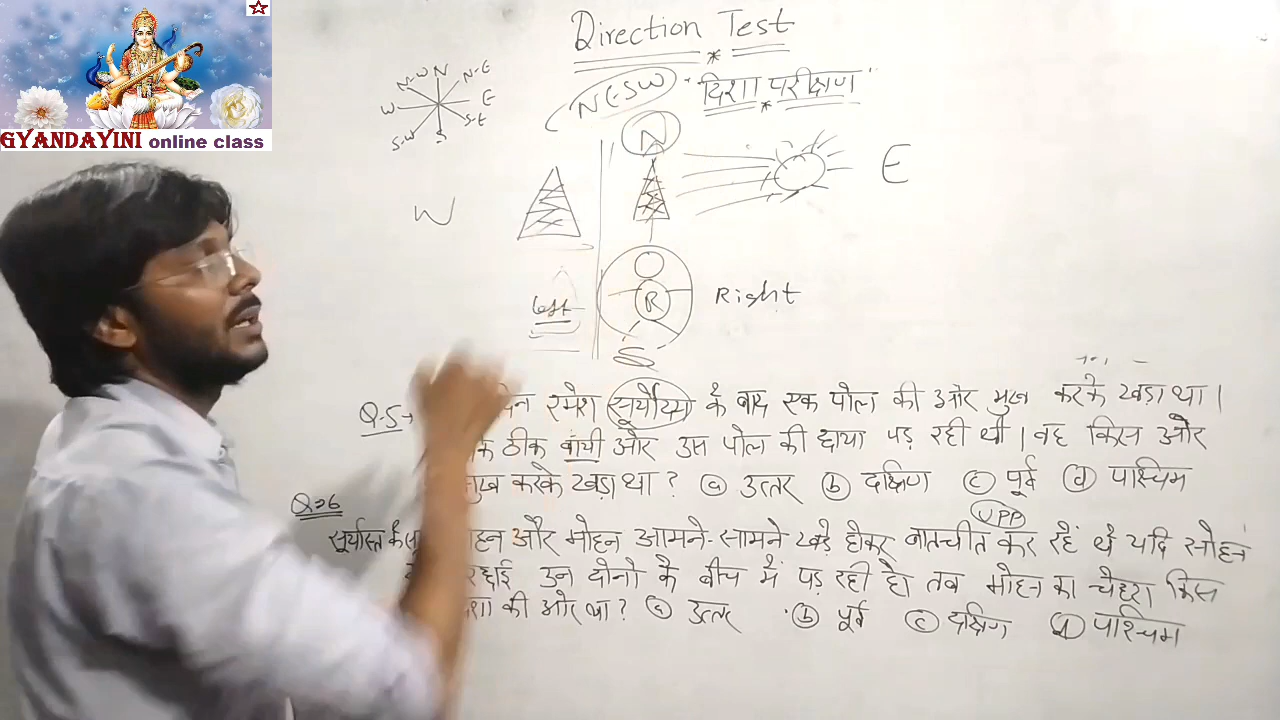 GYANDAYINI online class
Direction Test
NESW
दिशा परीक्षण
N-W N N-E
W E
S-W S S-E
N
E
W
Left
R
Right
S
Q.5→ रमेश सूर्योदय के बाद एक पोल की ओर मुख करके खड़ा था।
ठीक बायी ओर उस पोल की छाया पड़ रही थी। वह किस ओर
मुख करके खड़ा था? (a) उत्तर (b) दक्षिण (c) पूर्व (d) पश्चिम
Q→6
UPP
सूर्यास्त के और मोहन आमने-सामने खड़े होकर बातचीत कर रहें थे यदि सोहन
उन दोनो के बीच में पड़ रही हो तब मोहन का चेहरा किस
की ओर था? (a) उत्तर (b) पूर्व (c) दक्षिण (d) पश्चिम